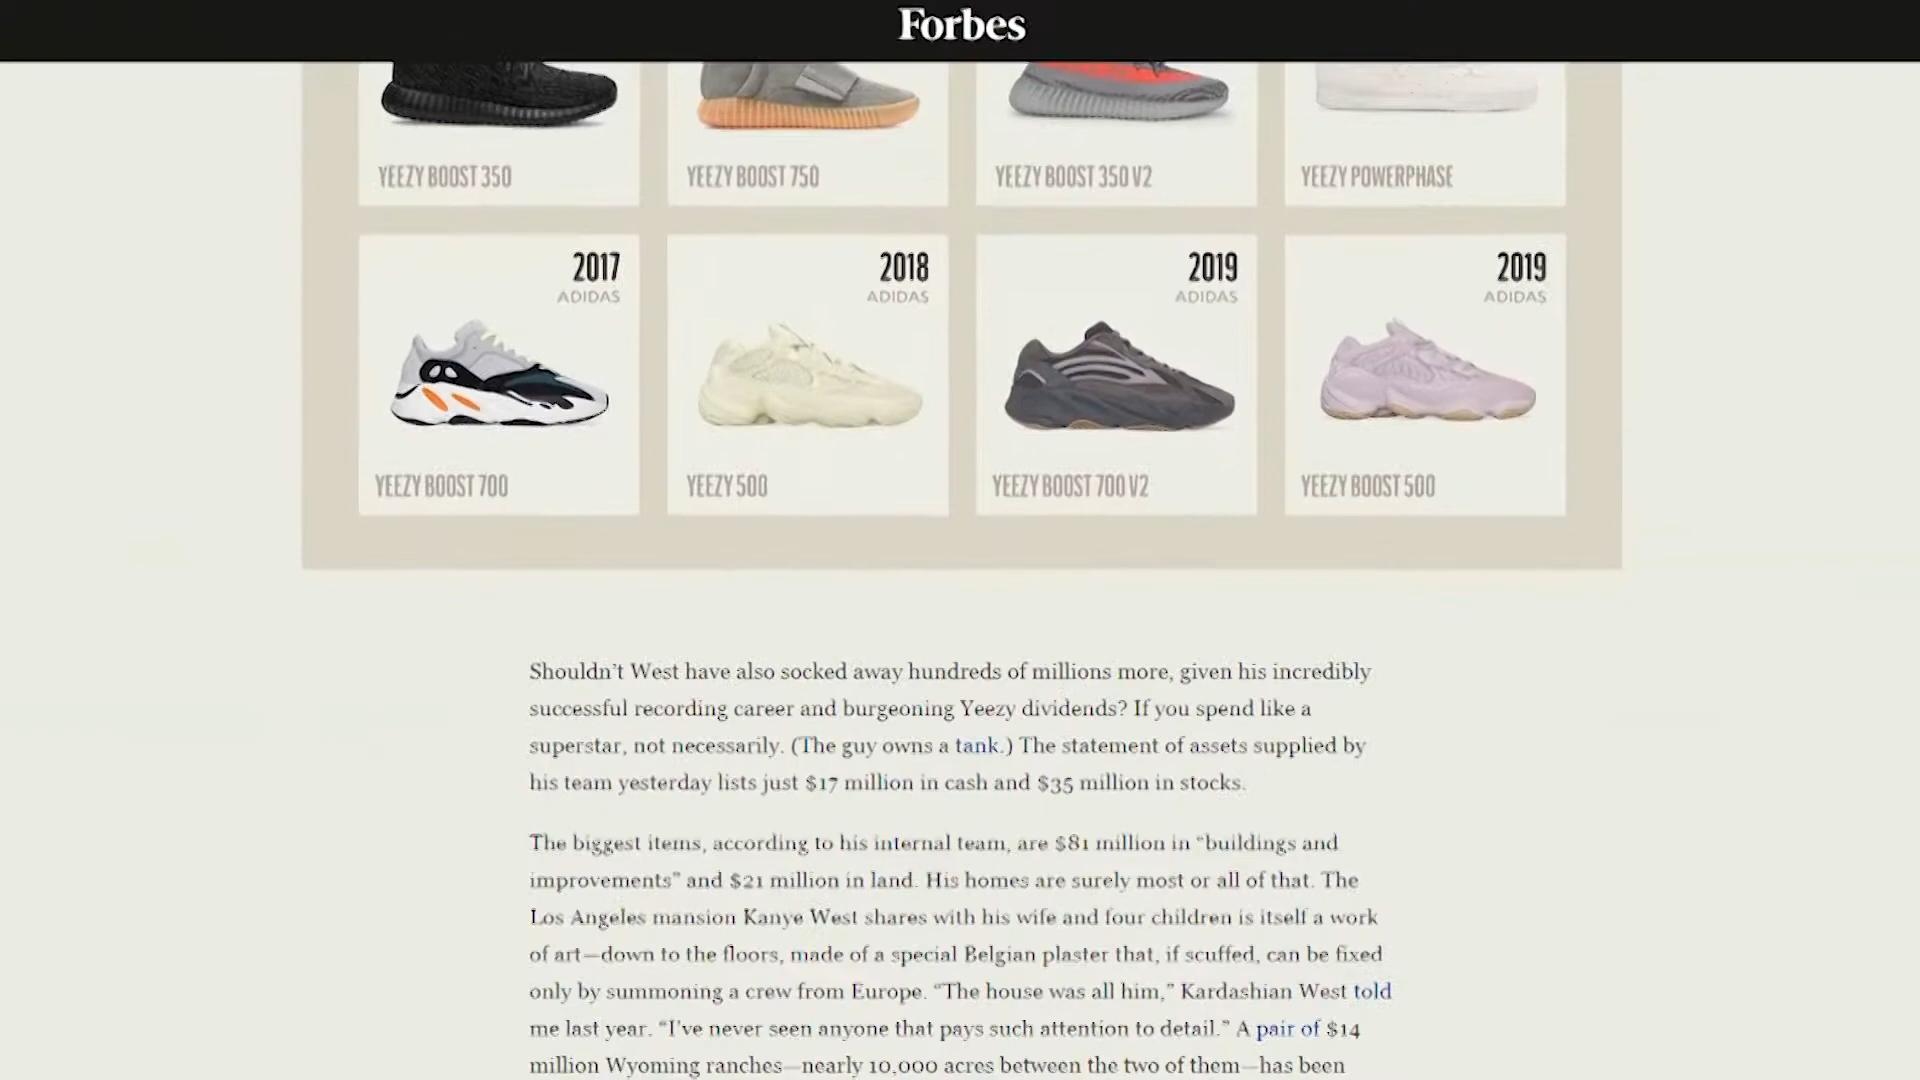 Forbes
YEEZY BOOST 350
YEEZY BOOST 750
YEEZY BOOST 350 V2
YEEZY POWERPHASE
2017
ADIDAS
YEEZY BOOST 700
2018
ADIDAS
YEEZY 500
2019
ADIDAS
YEEZY BOOST 700 V2
2019
ADIDAS
YEEZY BOOST 500
Shouldn’t West have also socked away hundreds of millions more, given his incredibly
successful recording career and burgeoning Yeezy dividends? If you spend like a
superstar, not necessarily. (The guy owns a tank.) The statement of assets supplied by
his team yesterday lists just $17 million in cash and $35 million in stocks.
The biggest items, according to his internal team, are $81 million in “buildings and
improvements” and $21 million in land. His homes are surely most or all of that. The
Los Angeles mansion Kanye West shares with his wife and four children is itself a work
of art—down to the floors, made of a special Belgian plaster that, if scuffed, can be fixed
only by summoning a crew from Europe. “The house was all him,” Kardashian West told
me last year. “I’ve never seen anyone that pays such attention to detail.” A pair of $14
million Wyoming ranches—nearly 10,000 acres between the two of them—has been